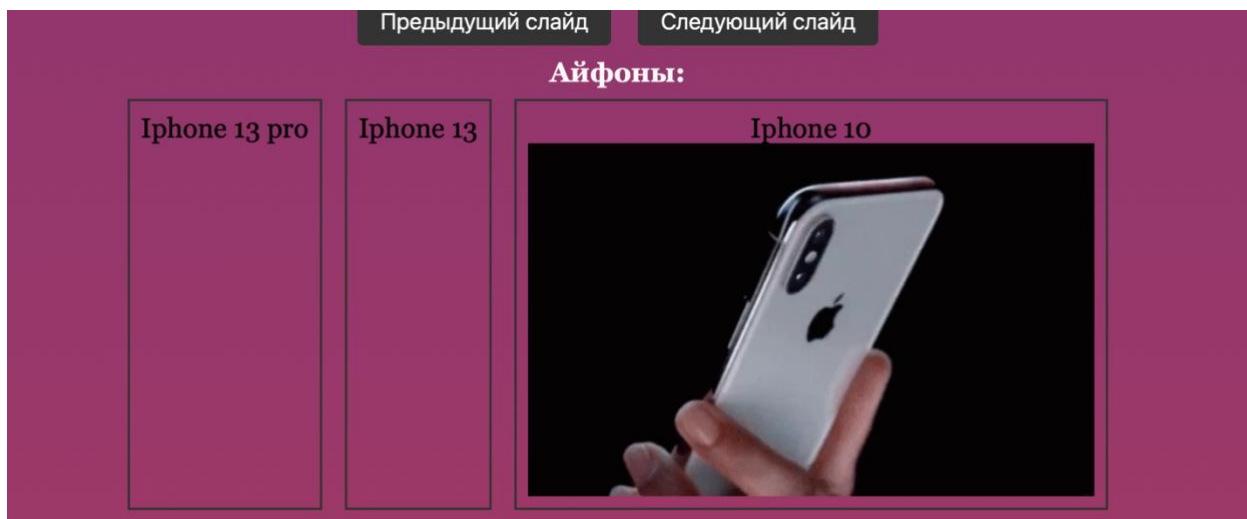 Предыдущий слайд Следующий слайд
Айфоны:
Iphone 13 pro Iphone 13 Iphone 10